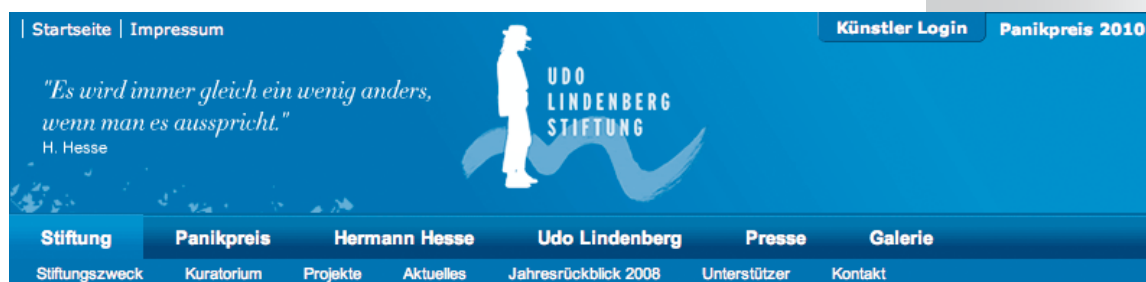 Startseite | Impressum
Künstler Login
Panikpreis 2010
"Es wird immer gleich ein wenig anders,
wenn man es ausspricht."
H. Hesse
UDO
LINDENBERG
STIFTUNG
Stiftung Panikpreis Hermann Hesse Udo Lindenberg Presse Galerie
Stiftungszweck Kuratorium Projekte Aktuelles Jahresrückblick 2008 Unterstützer Kontakt